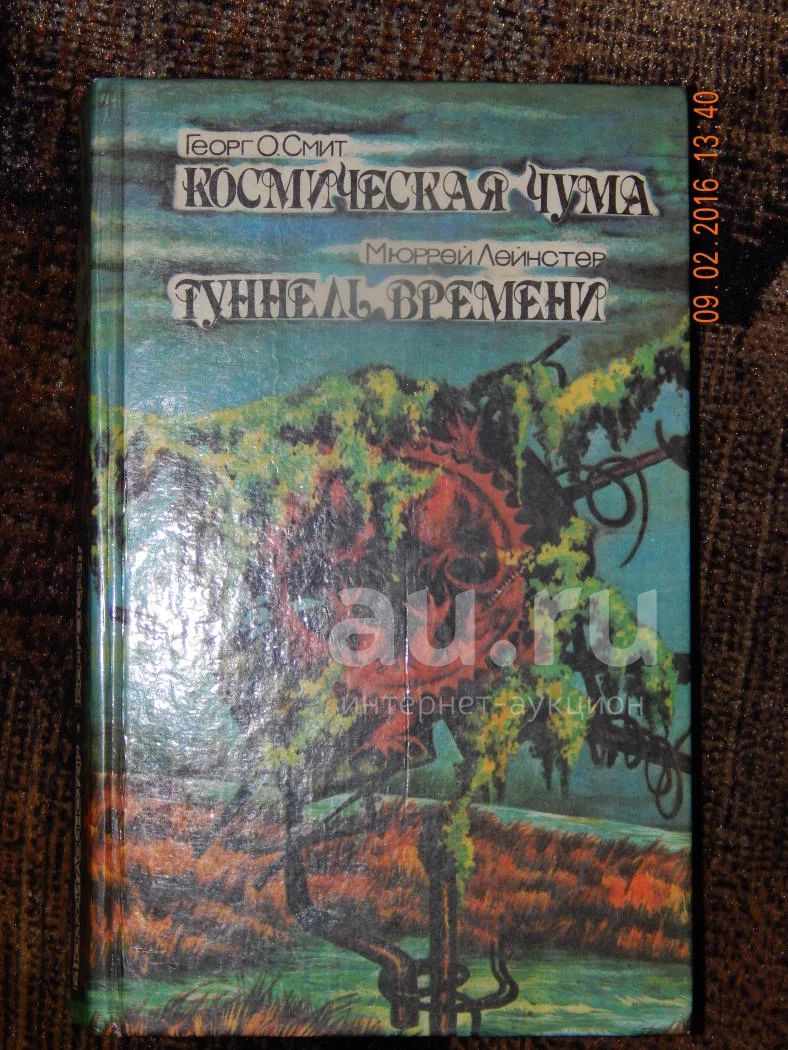 Георг О. Смит
КОСМИЧЕСКАЯ ЧУМА
Мюррей Лейнстер
ТУННЕЛЬ ВРЕМЕНИ
09.02.2016 13:40
au.ru
интернет-аукцион